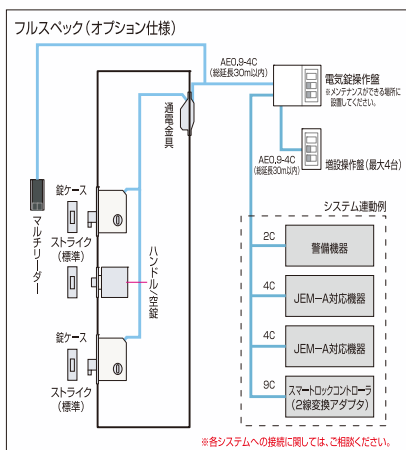 フルスペック（オプション仕様）
AE0.9-4C
（総延長30m以内）
電気錠操作盤
※メンテナンスができる場所に
設置してください。
通電金具
AE0.9-4C
（総延長30m以内）
増設操作盤（最大4台）
マルチリーダー
錠ケース
ストライク
（標準）
ハンドル/空錠
錠ケース
ストライク
（標準）
システム連動例
2C
警備機器
4C
JEM-A対応機器
4C
JEM-A対応機器
9C
スマートロックコントローラ
（2線変換アダプタ）
※各システムへの接続に関しては、ご相談ください。